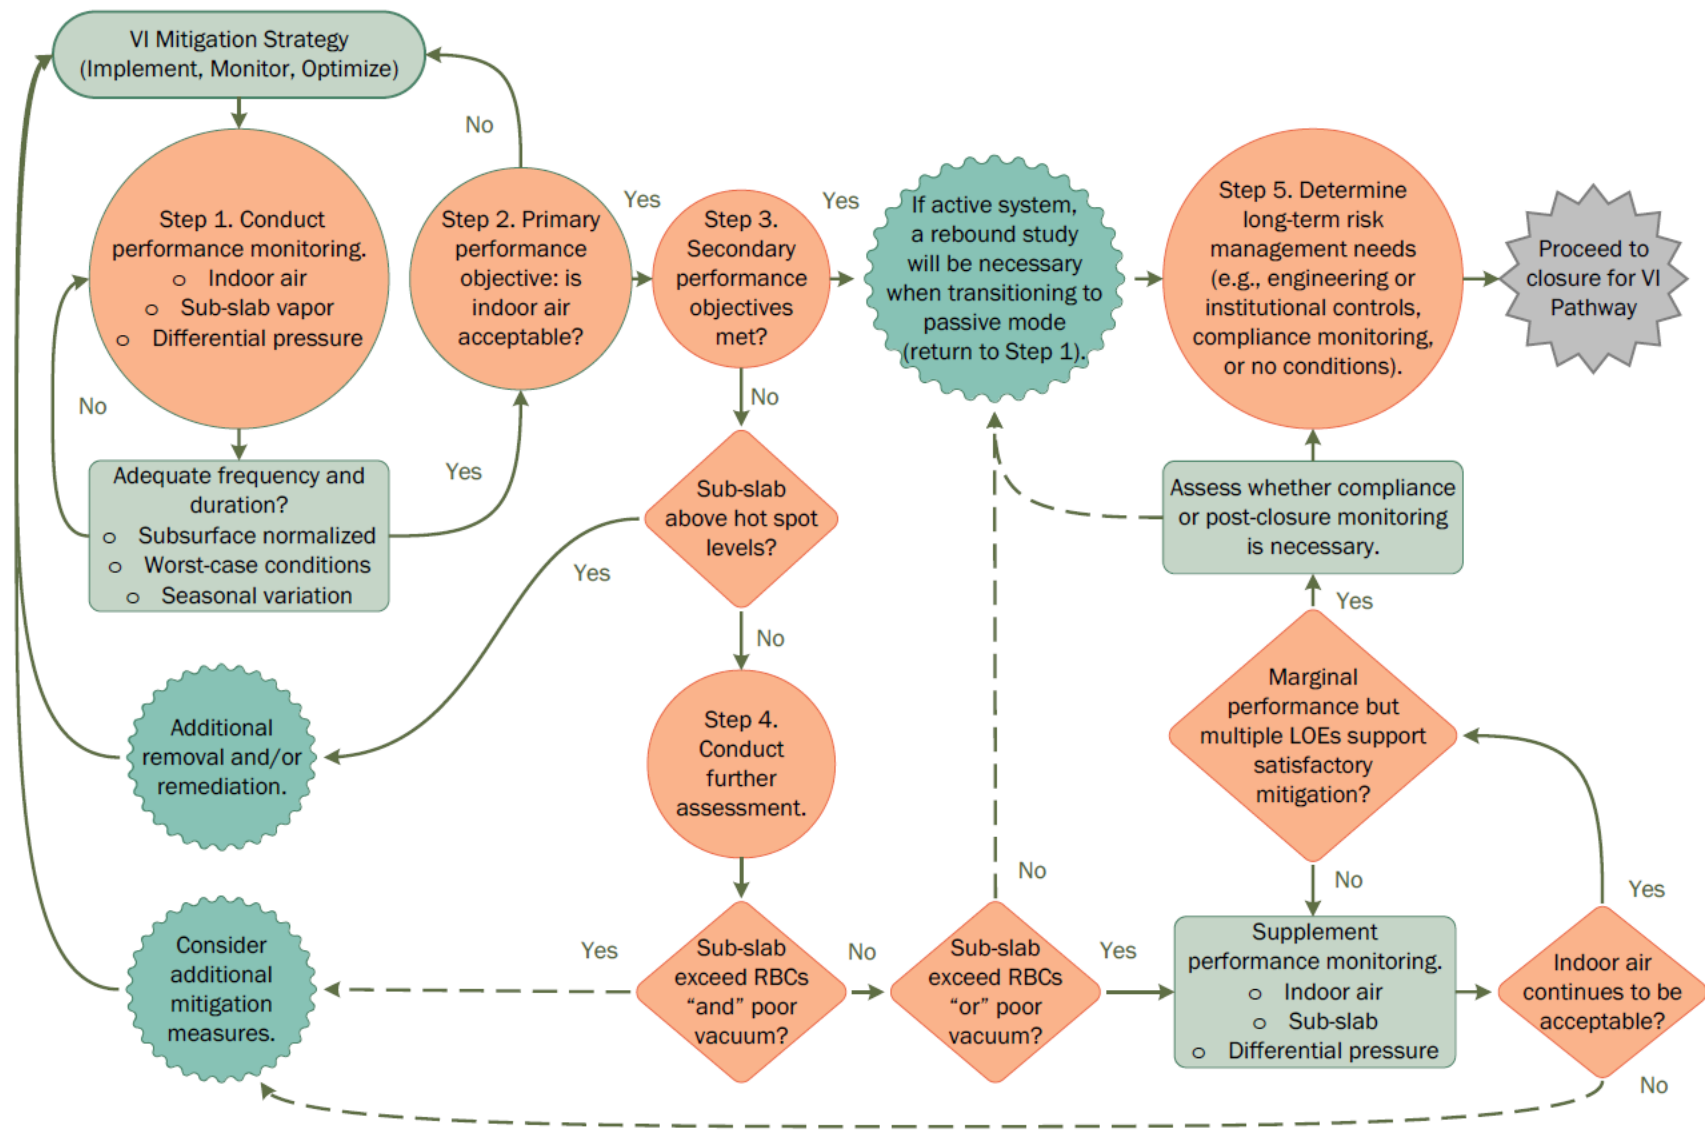 VI Mitigation Strategy
(Implement, Monitor, Optimize)
No
Step 1. Conduct
performance monitoring.
o Indoor air
o Sub-slab vapor
o Differential pressure
No
Adequate frequency and
duration?
o Subsurface normalized
o Worst-case conditions
o Seasonal variation
Yes
Step 2. Primary
performance
objective: is
indoor air
acceptable?
Yes
Step 3.
Secondary
performance
objectives
met?
Yes
If active system,
a rebound study
will be necessary
when transitioning to
passive mode
(return to Step 1).
Step 5. Determine
long-term risk
management needs
(e.g., engineering or
institutional controls,
compliance monitoring,
or no conditions).
Proceed to
closure for VI
Pathway
No
Sub-slab
above hot spot
levels?
Yes
Additional
removal and/or
remediation.
No
Step 4.
Conduct
further
assessment.
Sub-slab
exceed RBCs
“and” poor
vacuum?
Yes
Consider
additional
mitigation
measures.
No
Sub-slab
exceed RBCs
“or” poor
vacuum?
No
Yes
Supplement
performance monitoring.
o Indoor air
o Sub-slab
o Differential pressure
Indoor air
continues to be
acceptable?
No
Yes
Marginal
performance but
multiple LOEs support
satisfactory
mitigation?
No
Yes
Assess whether compliance
or post-closure monitoring
is necessary.